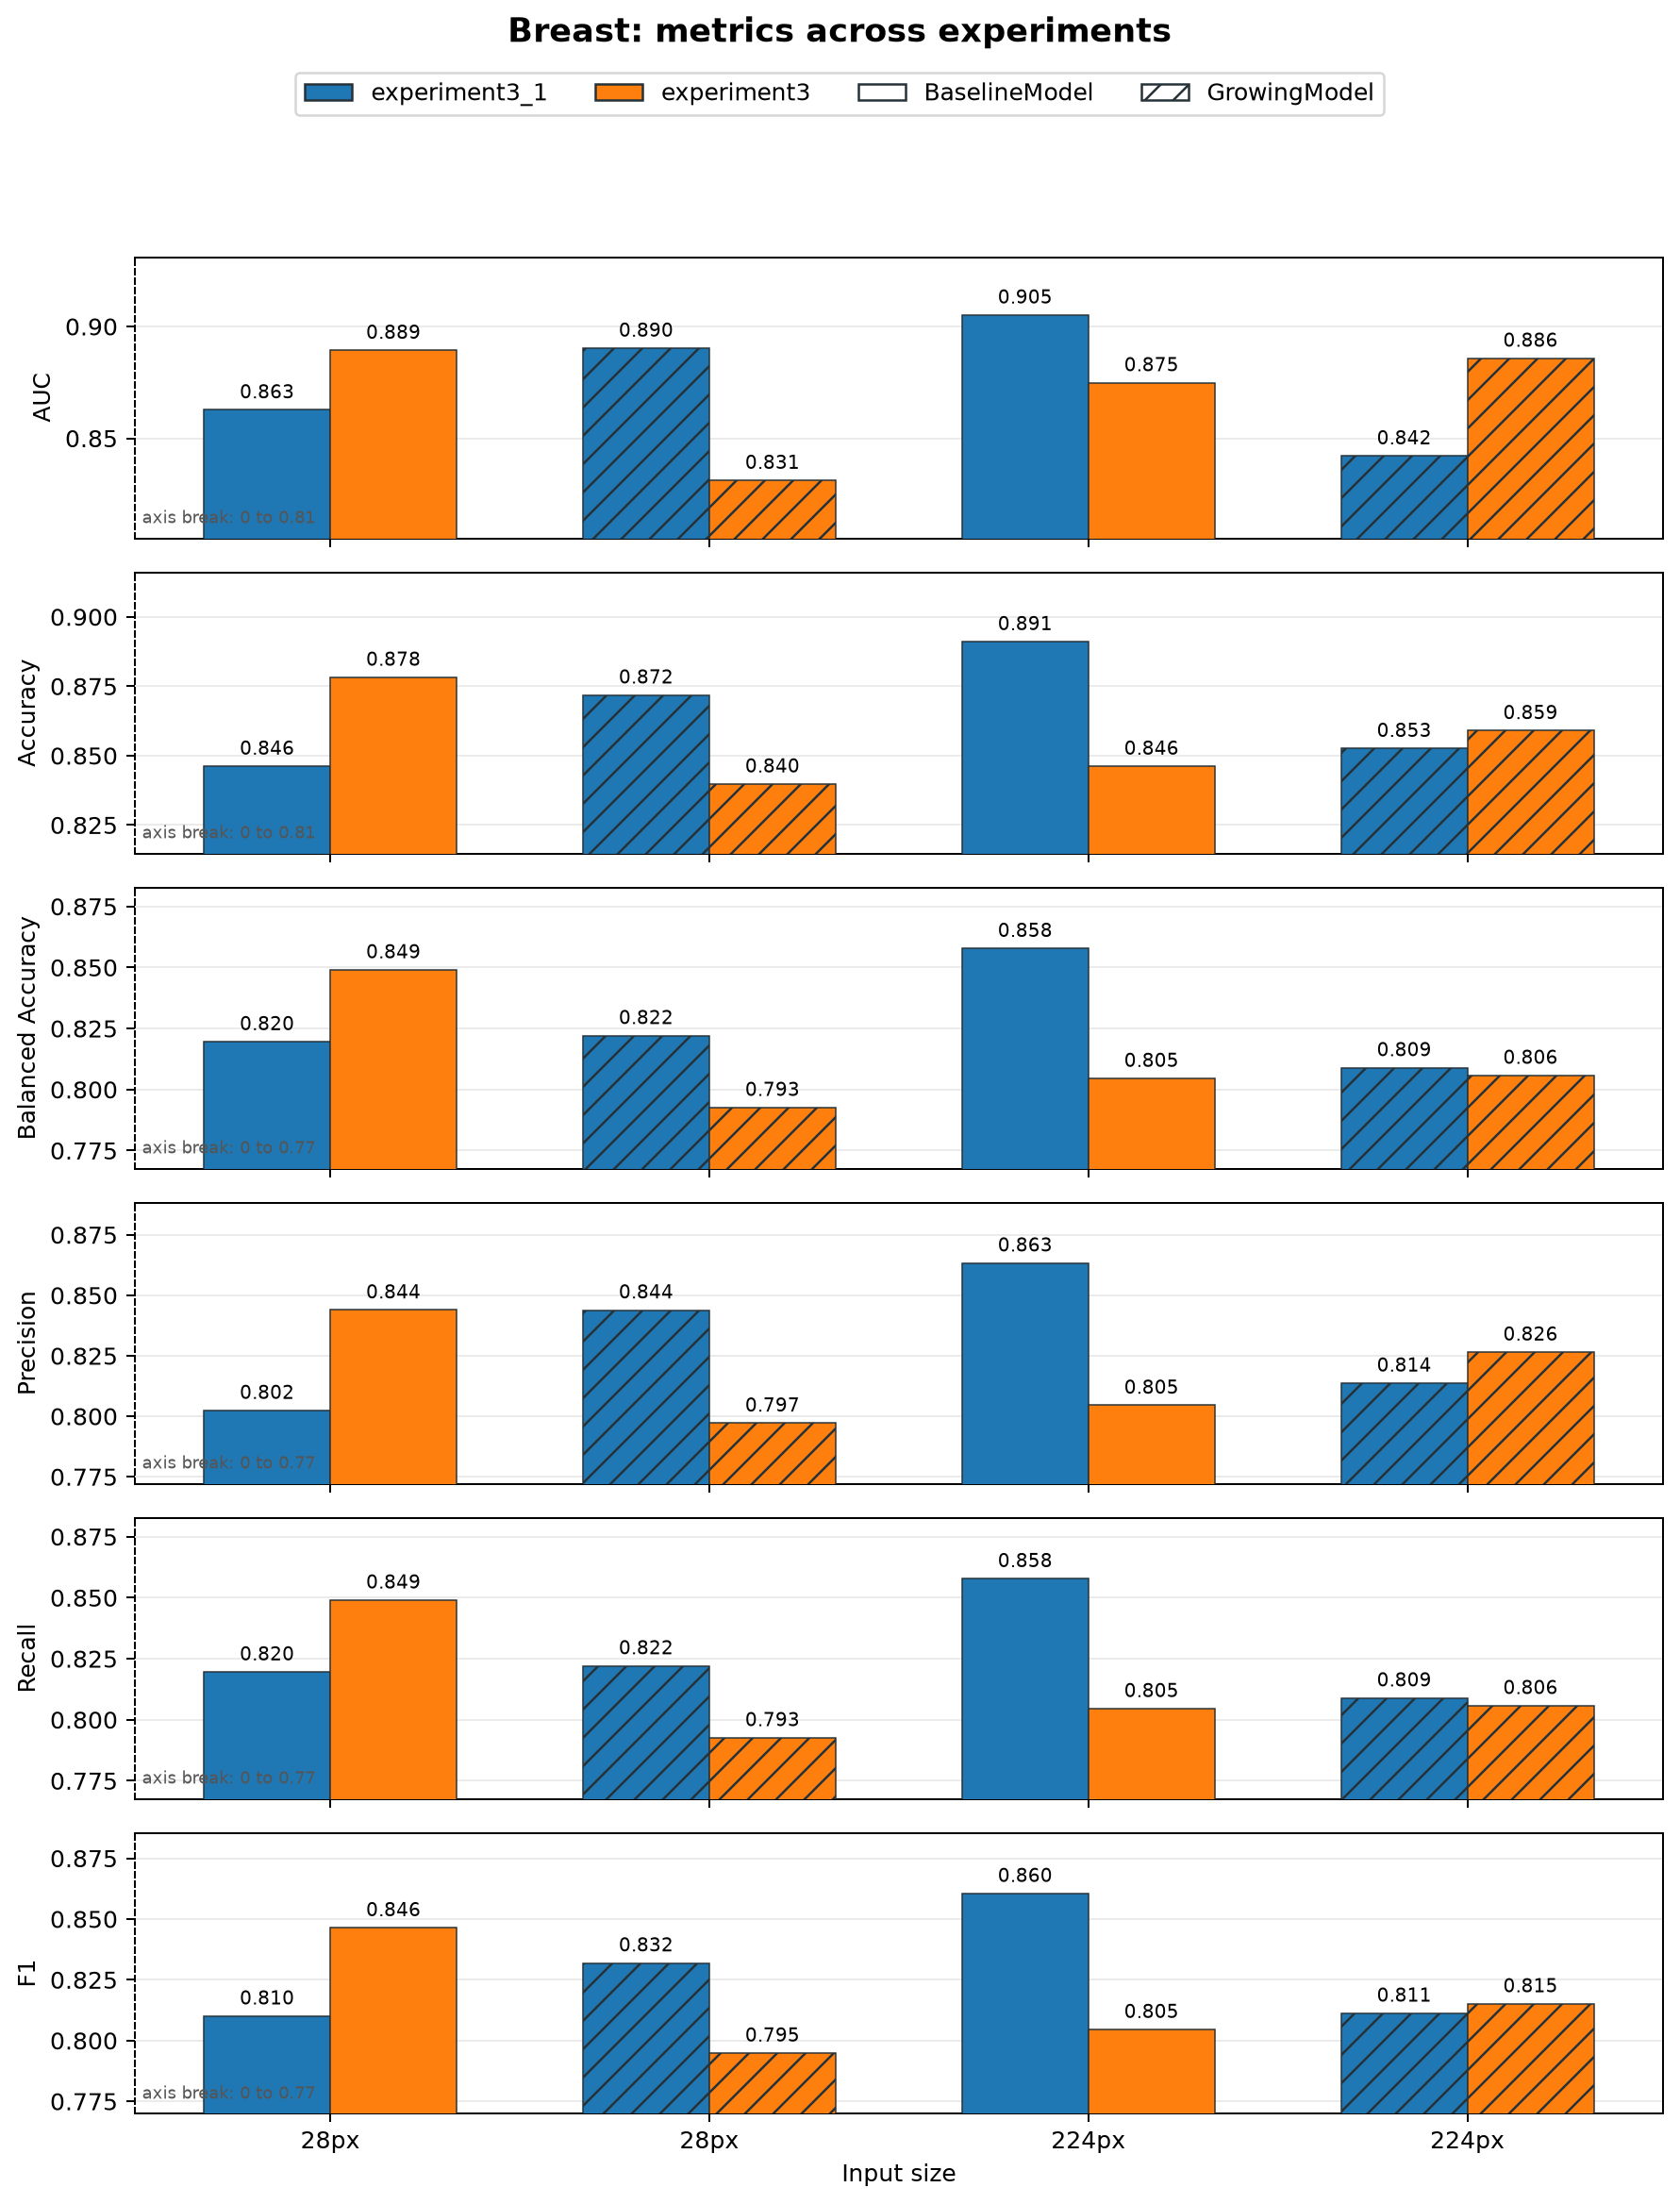 Breast: metrics across experiments
experiment3_1 experiment3 BaselineModel GrowingModel
AUC
0.90
0.85
0.863 0.889 0.890 0.831 0.905 0.875 0.842 0.886
axis break: 0 to 0.81
Accuracy
0.900
0.875
0.850
0.825
0.846 0.878 0.872 0.840 0.891 0.846 0.853 0.859
axis break: 0 to 0.81
Balanced Accuracy
0.875
0.850
0.825
0.800
0.775
0.820 0.849 0.822 0.793 0.858 0.805 0.809 0.806
axis break: 0 to 0.77
Precision
0.875
0.850
0.825
0.800
0.775
0.802 0.844 0.844 0.797 0.863 0.805 0.814 0.826
axis break: 0 to 0.77
Recall
0.875
0.850
0.825
0.800
0.775
0.820 0.849 0.822 0.793 0.858 0.805 0.809 0.806
axis break: 0 to 0.77
F1
0.875
0.850
0.825
0.800
0.775
0.810 0.846 0.832 0.795 0.860 0.805 0.811 0.815
axis break: 0 to 0.77
28px 28px 224px 224px
Input size